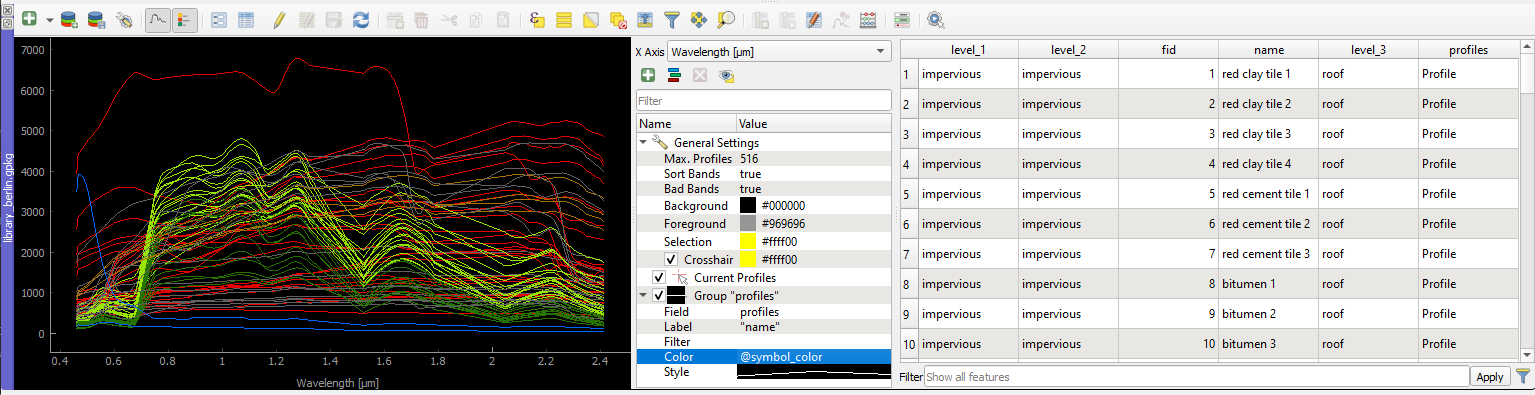 library_berlin.gpkg
7000
6000
5000
4000
3000
2000
1000
0
0.4 0.6 0.8 1 1.2 1.4 1.6 1.8 2 2.2 2.4
Wavelength [µm]
X Axis Wavelength [µm]
Filter
Name Value
General Settings
Max. Profiles 516
Sort Bands true
Bad Bands true
Background #000000
Foreground #969696
Selection #ffff00
Crosshair #ffff00
Current Profiles
Group "profiles"
Field profiles
Label "name"
Filter
Color @symbol_color
Style
level_1 level_2 fid name level_3 profiles
1 impervious impervious 1 red clay tile 1 roof Profile
2 impervious impervious 2 red clay tile 2 roof Profile
3 impervious impervious 3 red clay tile 3 roof Profile
4 impervious impervious 4 red clay tile 4 roof Profile
5 impervious impervious 5 red cement tile 1 roof Profile
6 impervious impervious 6 red cement tile 2 roof Profile
7 impervious impervious 7 red cement tile 3 roof Profile
8 impervious impervious 8 bitumen 1 roof Profile
9 impervious impervious 9 bitumen 2 roof Profile
10 impervious impervious 10 bitumen 3 roof Profile
Filter Show all features Apply